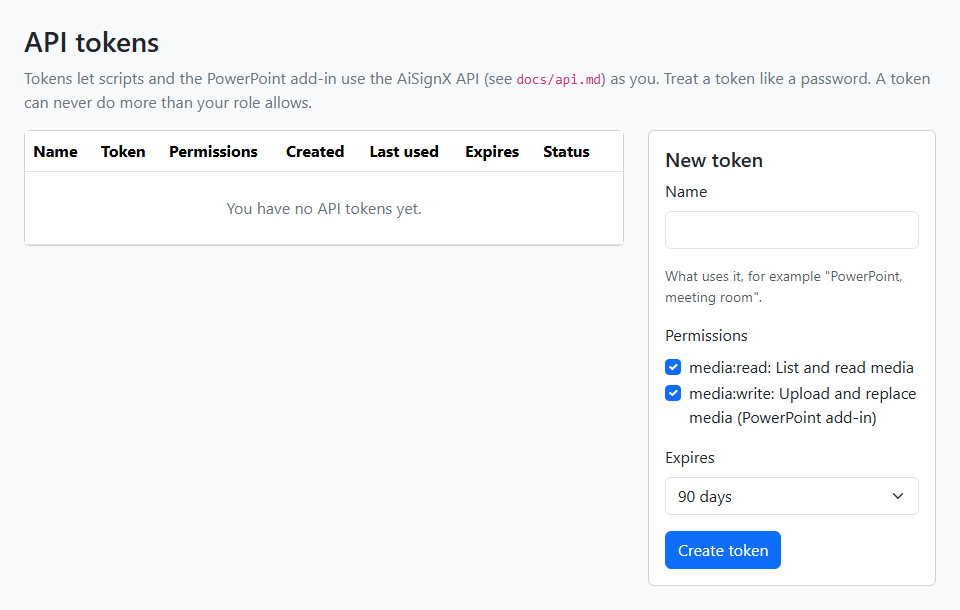 API tokens
Tokens let scripts and the PowerPoint add-in use the AiSignX API (see docs/api.md) as you. Treat a token like a password. A token
can never do more than your role allows.
Name Token Permissions Created Last used Expires Status
You have no API tokens yet.
New token
Name
What uses it, for example "PowerPoint,
meeting room".
Permissions
media:read: List and read media
media:write: Upload and replace
media (PowerPoint add-in)
Expires
90 days
Create token